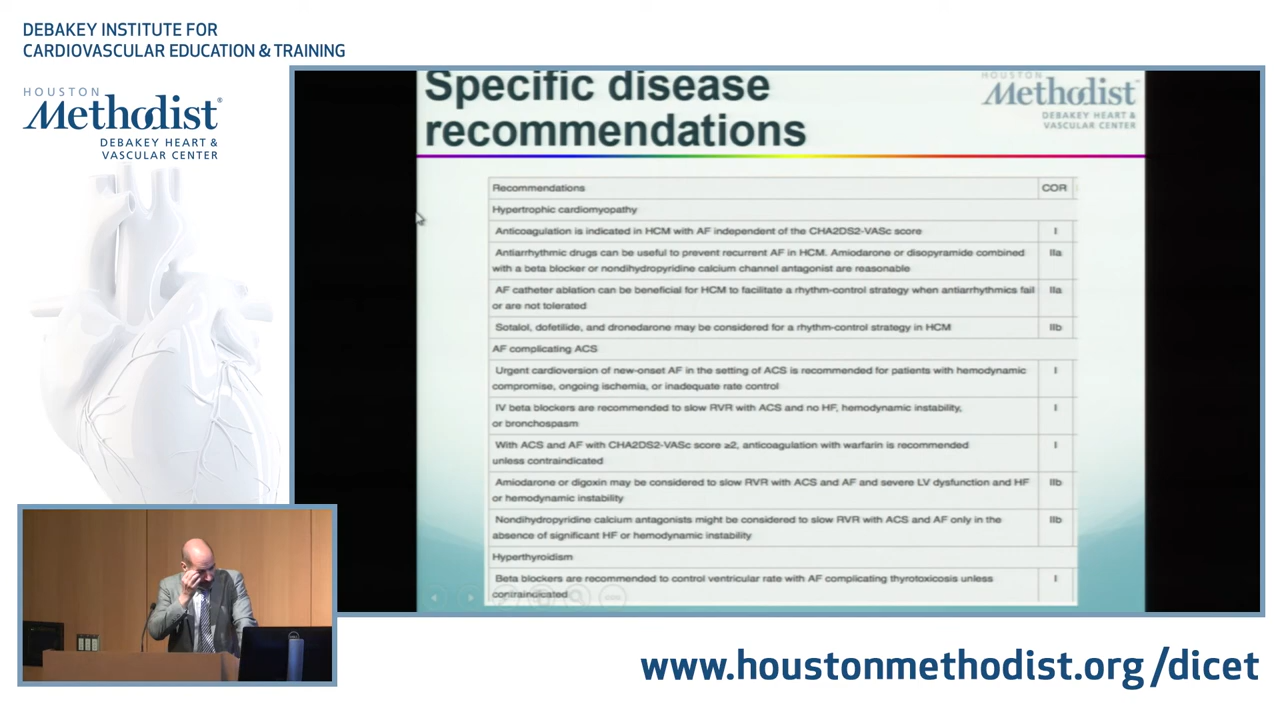 DEBAKEY INSTITUTE FOR
CARDIOVASCULAR EDUCATION & TRAINING
HOUSTON
Methodist
DEBAKEY HEART &
VASCULAR CENTER
Specific disease
recommendations
HOUSTON
Methodist
DEBAKEY HEART &
VASCULAR CENTER
Recommendations COR
Hypertrophic cardiomyopathy
Anticoagulation is indicated in HCM with AF independent of the CHA2DS2-VASc score I
Antiarrhythmic drugs can be useful to prevent recurrent AF in HCM. Amiodarone or disopyramide combined IIa
with a beta blocker or nondihydropyridine calcium channel antagonist are reasonable
AF catheter ablation can be beneficial for HCM to facilitate a rhythm-control strategy when antiarrhythmics fail IIa
or are not tolerated
Sotalol, dofetilide, and dronedarone may be considered for a rhythm-control strategy in HCM IIb
AF complicating ACS
Urgent cardioversion of new-onset AF in the setting of ACS is recommended for patients with hemodynamic I
compromise, ongoing ischemia, or inadequate rate control
IV beta blockers are recommended to slow RVR with ACS and no HF, hemodynamic instability, I
or bronchospasm
With ACS and AF with CHA2DS2-VASc score ≥2, anticoagulation with warfarin is recommended I
unless contraindicated
Amiodarone or digoxin may be considered to slow RVR with ACS and AF and severe LV dysfunction and HF IIb
or hemodynamic instability
Nondihydropyridine calcium antagonists might be considered to slow RVR with ACS and AF only in the IIb
absence of significant HF or hemodynamic instability
Hyperthyroidism
Beta blockers are recommended to control ventricular rate with AF complicating thyrotoxicosis unless I
contraindicated
www.houstonmethodist.org/dicet